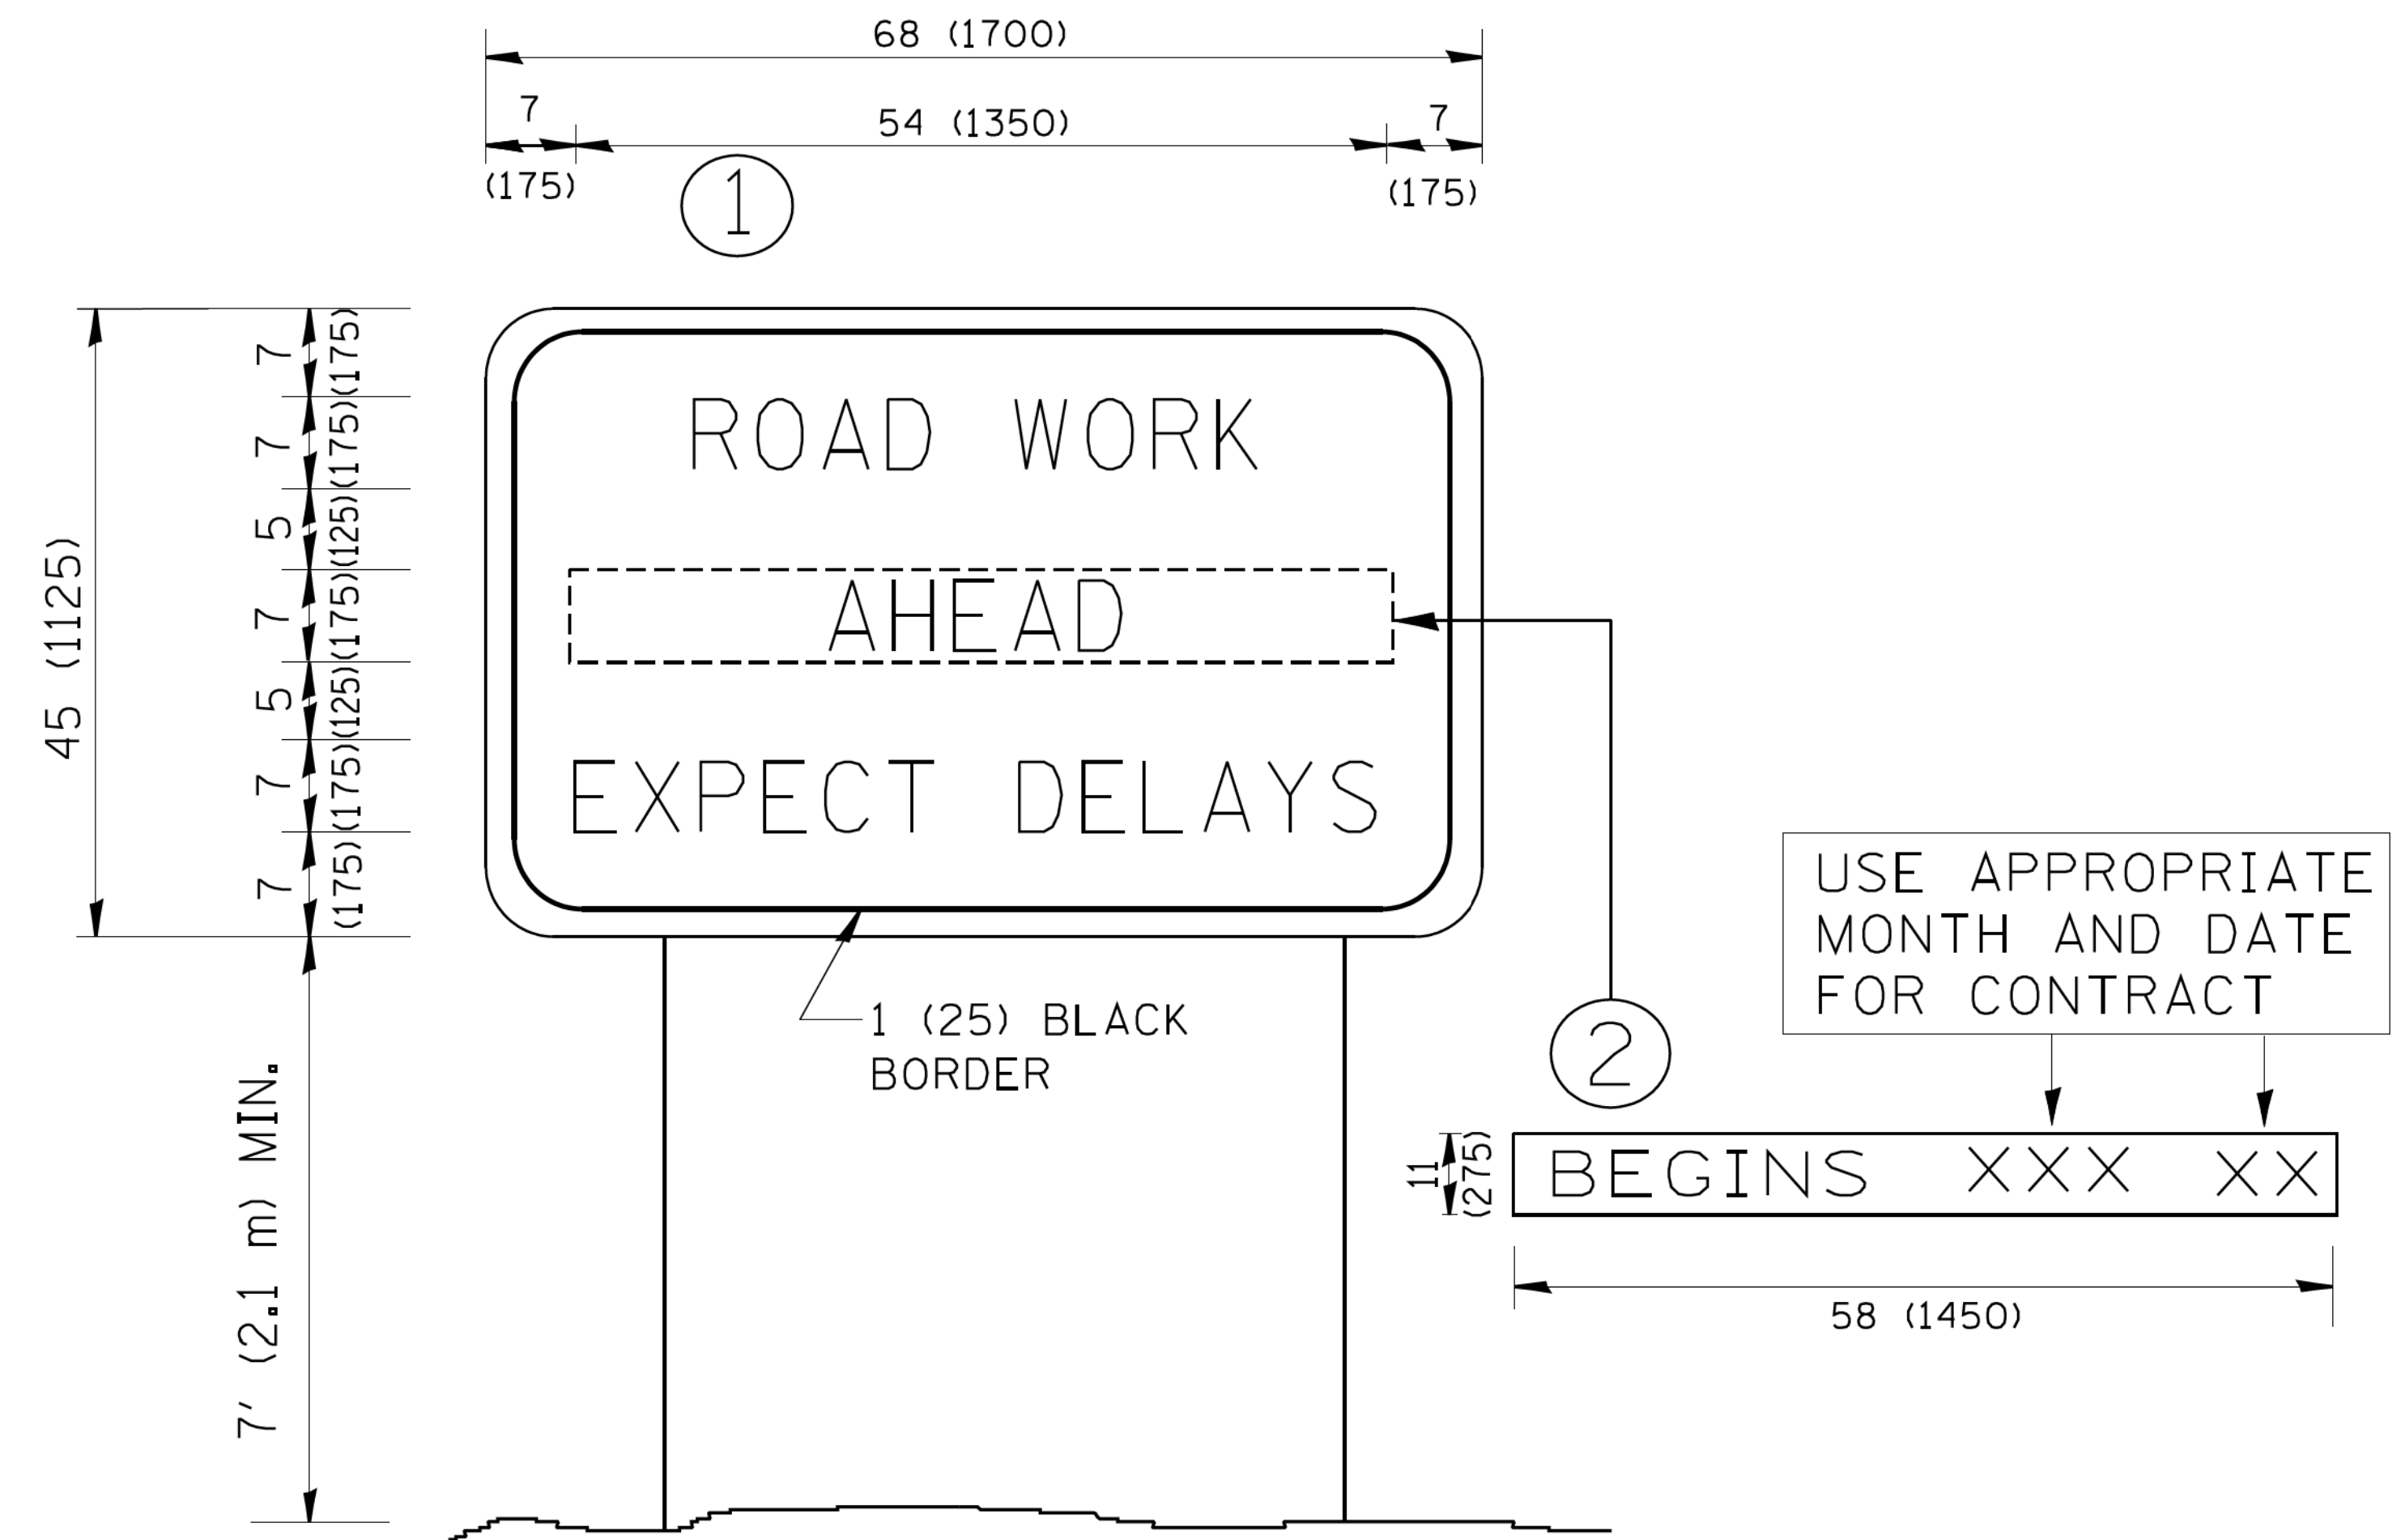 68 (1700)
7
54 (1350)
7
(175)
(175)
1
45 (1125)
7
(175)
7
(175)
5
(125)
7
(175)
5
(125)
7
(175)
7
(175)
7' (2.1 m) MIN.
ROAD WORK
AHEAD
EXPECT DELAYS
1 (25) BLACK
BORDER
USE APPROPRIATE
MONTH AND DATE
FOR CONTRACT
2
11
(275)
BEGINS XXX XX
58 (1450)